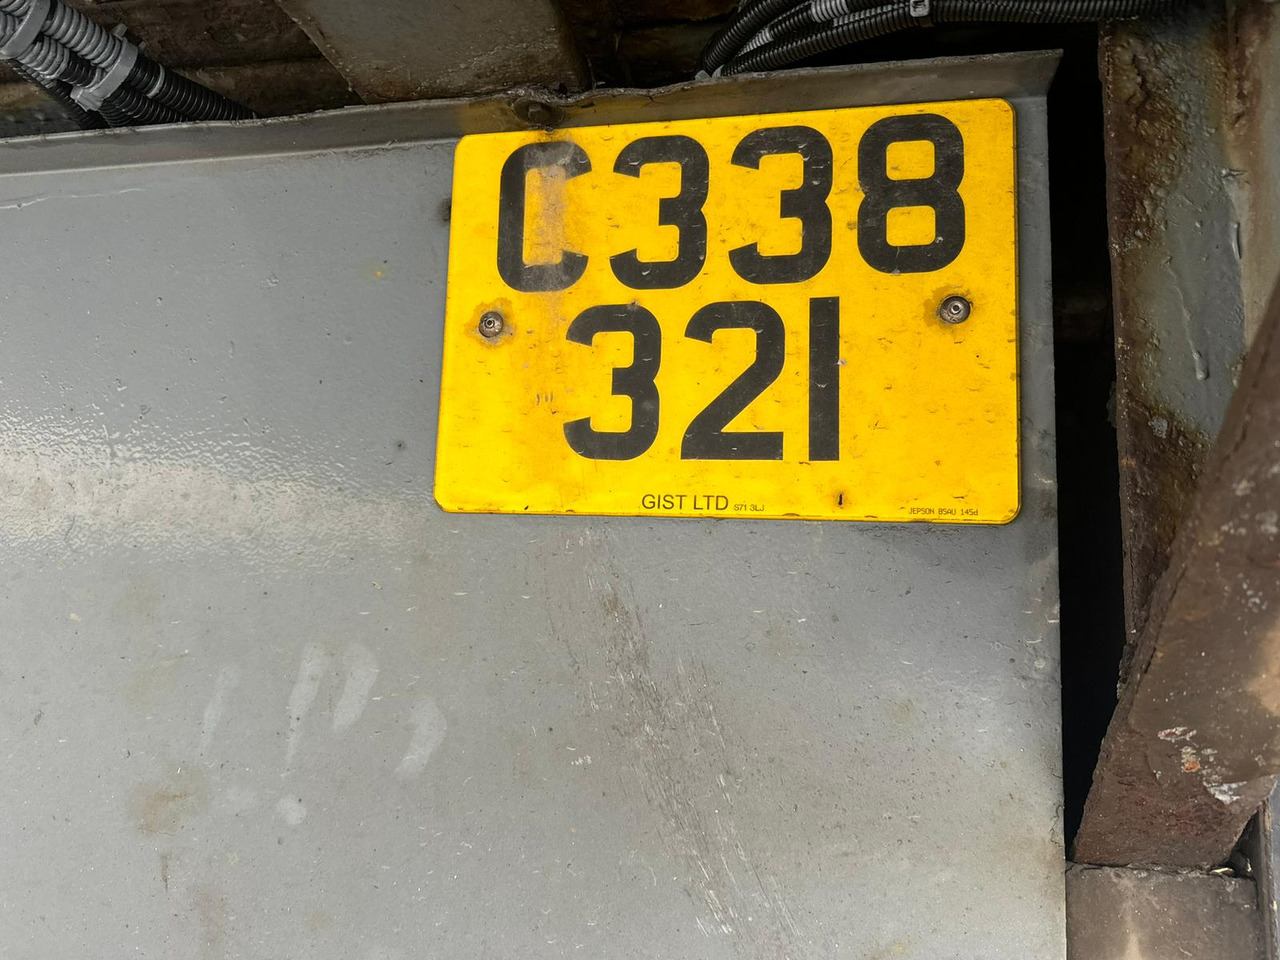 C338
321
GIST LTD S71 3LJ
JEPSON BSAU 145d